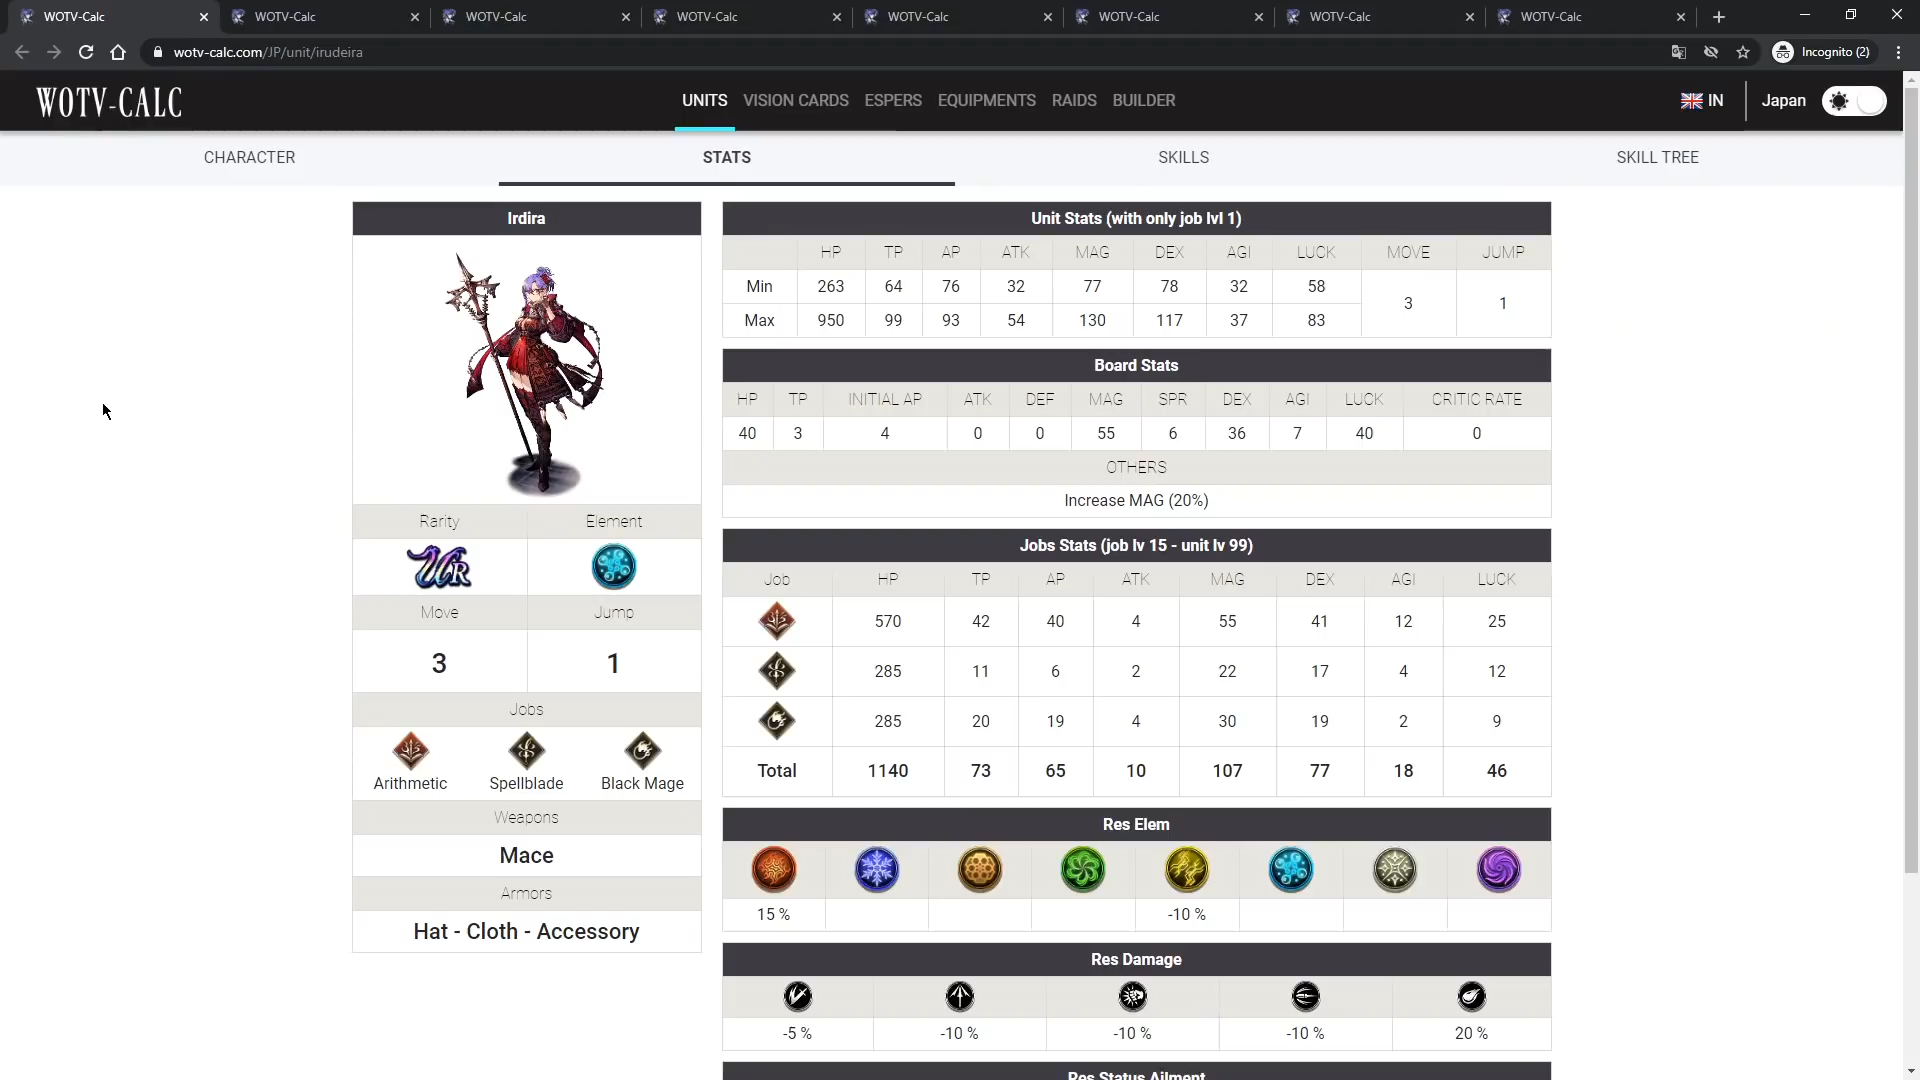 WOTV-Calc WOTV-Calc WOTV-Calc WOTV-Calc WOTV-Calc WOTV-Calc WOTV-Calc WOTV-Calc
wotv-calc.com/JP/unit/irudeira Incognito (2)
WOTV-CALC UNITS VISION CARDS ESPERS EQUIPMENTS RAIDS BUILDER IN Japan
CHARACTER STATS SKILLS SKILL TREE
Irdira
UR
Rarity Element
Move Jump
3 1
Jobs
Arithmetic Spellblade Black Mage
Weapons
Mace
Armors
Hat - Cloth - Accessory
Unit Stats (with only job lvl 1)
HP TP AP ATK MAG DEX AGI LUCK MOVE JUMP
Min 263 64 76 32 77 78 32 58 3 1
Max 950 99 93 54 130 117 37 83
Board Stats
HP TP INITIAL AP ATK DEF MAG SPR DEX AGI LUCK CRITIC RATE
40 3 4 0 0 55 6 36 7 40 0
OTHERS
Increase MAG (20%)
Jobs Stats (job lv 15 - unit lv 99)
Job HP TP AP ATK MAG DEX AGI LUCK
570 42 40 4 55 41 12 25
285 11 6 2 22 17 4 12
285 20 19 4 30 19 2 9
Total 1140 73 65 10 107 77 18 46
Res Elem
15 % -10 %
Res Damage
-5 % -10 % -10 % -10 % 20 %
Res Status Ailment